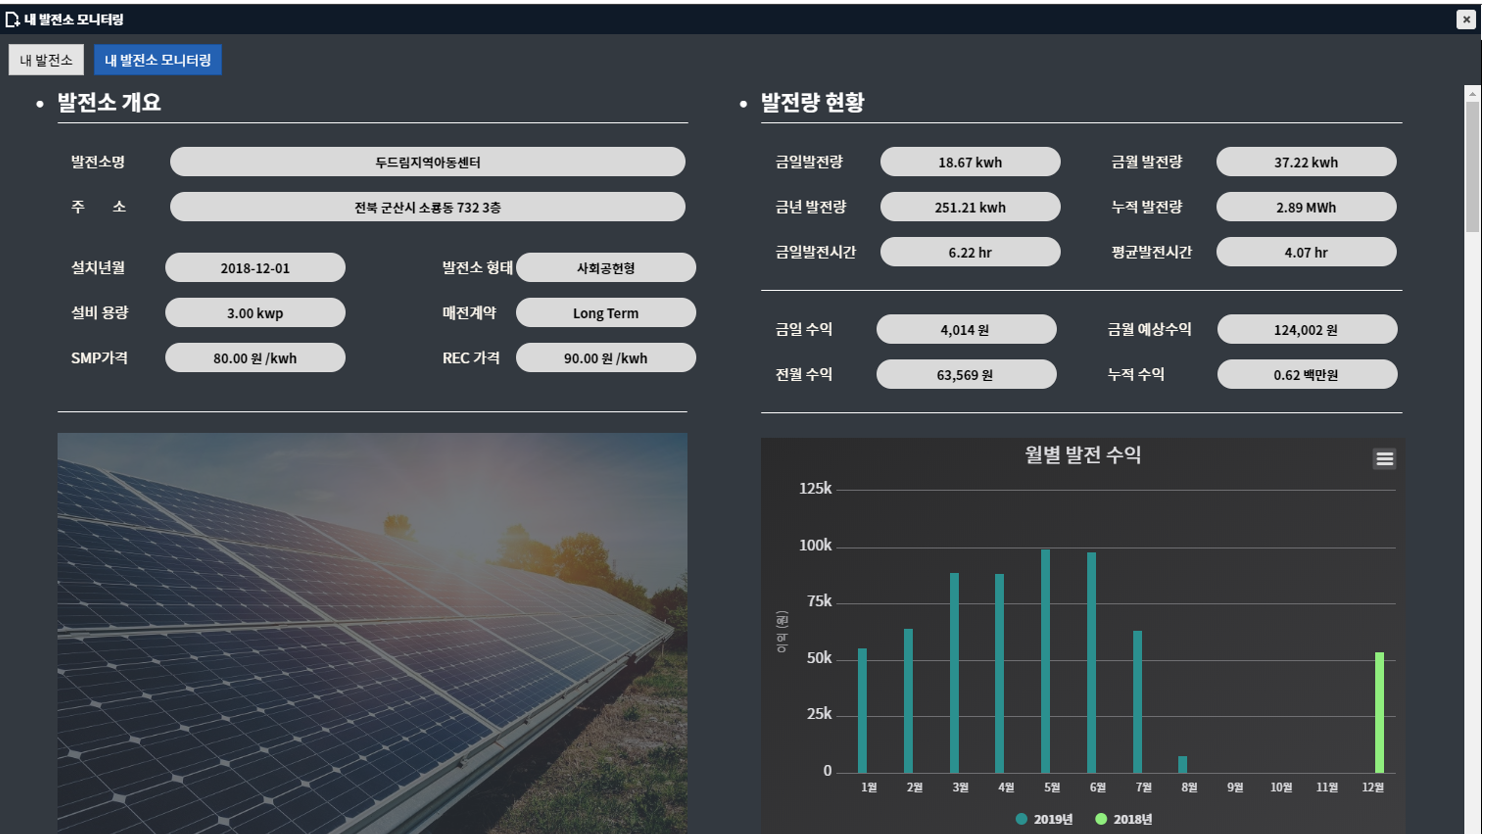 내 발전소 모니터링
내 발전소
내 발전소 모니터링
발전소 개요
발전소명 두드림지역아동센터
주 소 전북 군산시 소룡동 732 3층
설치년월 2018-12-01 발전소 형태 사회공헌형
설비 용량 3.00 kwp 매전계약 Long Term
SMP가격 80.00 원 /kwh REC 가격 90.00 원 /kwh
발전량 현황
금일발전량 18.67 kwh 금월 발전량 37.22 kwh
금년 발전량 251.21 kwh 누적 발전량 2.89 MWh
금일발전시간 6.22 hr 평균발전시간 4.07 hr
금일 수익 4,014 원 금월 예상수익 124,002 원
전월 수익 63,569 원 누적 수익 0.62 백만원
월별 발전 수익
125k
100k
75k
50k
25k
0
이익 (원)
1월 2월 3월 4월 5월 6월 7월 8월 9월 10월 11월 12월
2019년 2018년